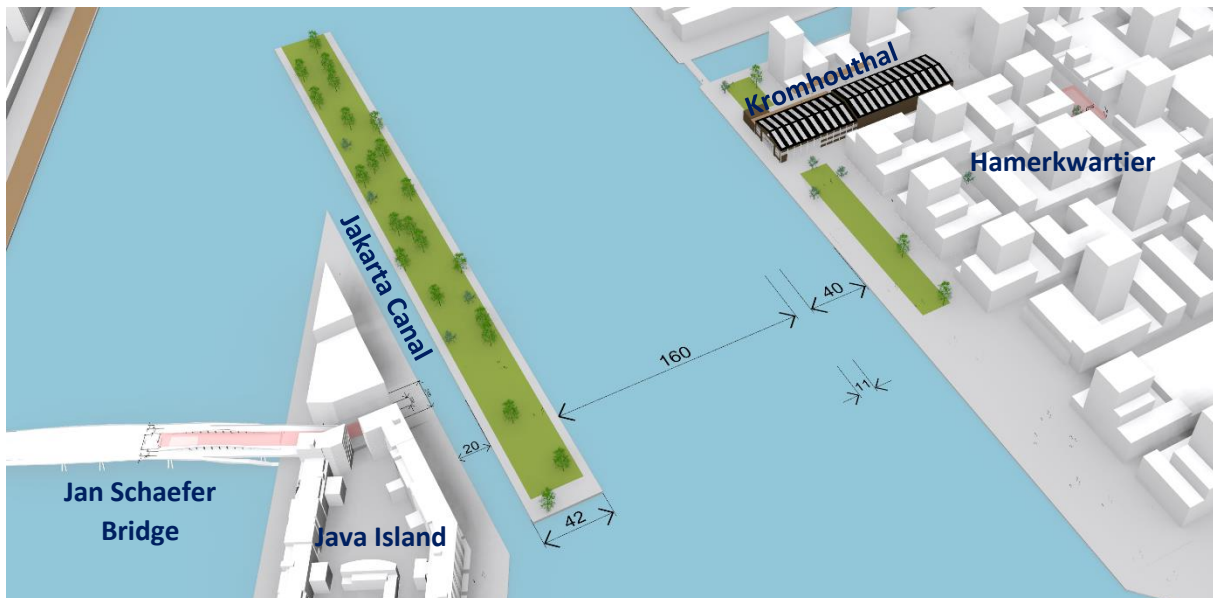 Kromhouthal
Hamerkwartier
Jakarta Canal
40
160
11
20
Jan Schaefer
Bridge
Java Island
42